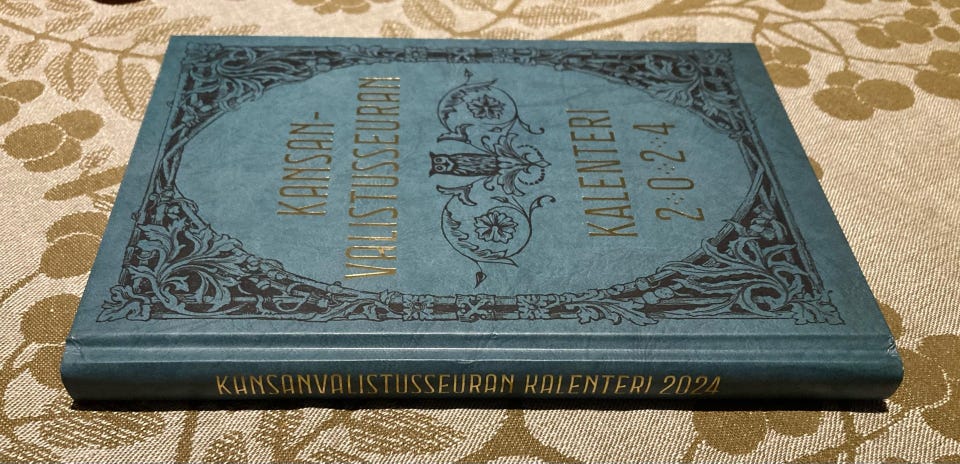 KANSAN-
VALISTUSSEURAN
KALENTERI
2·0·2·4
KANSANVALISTUSSEURAN KALENTERI 2024